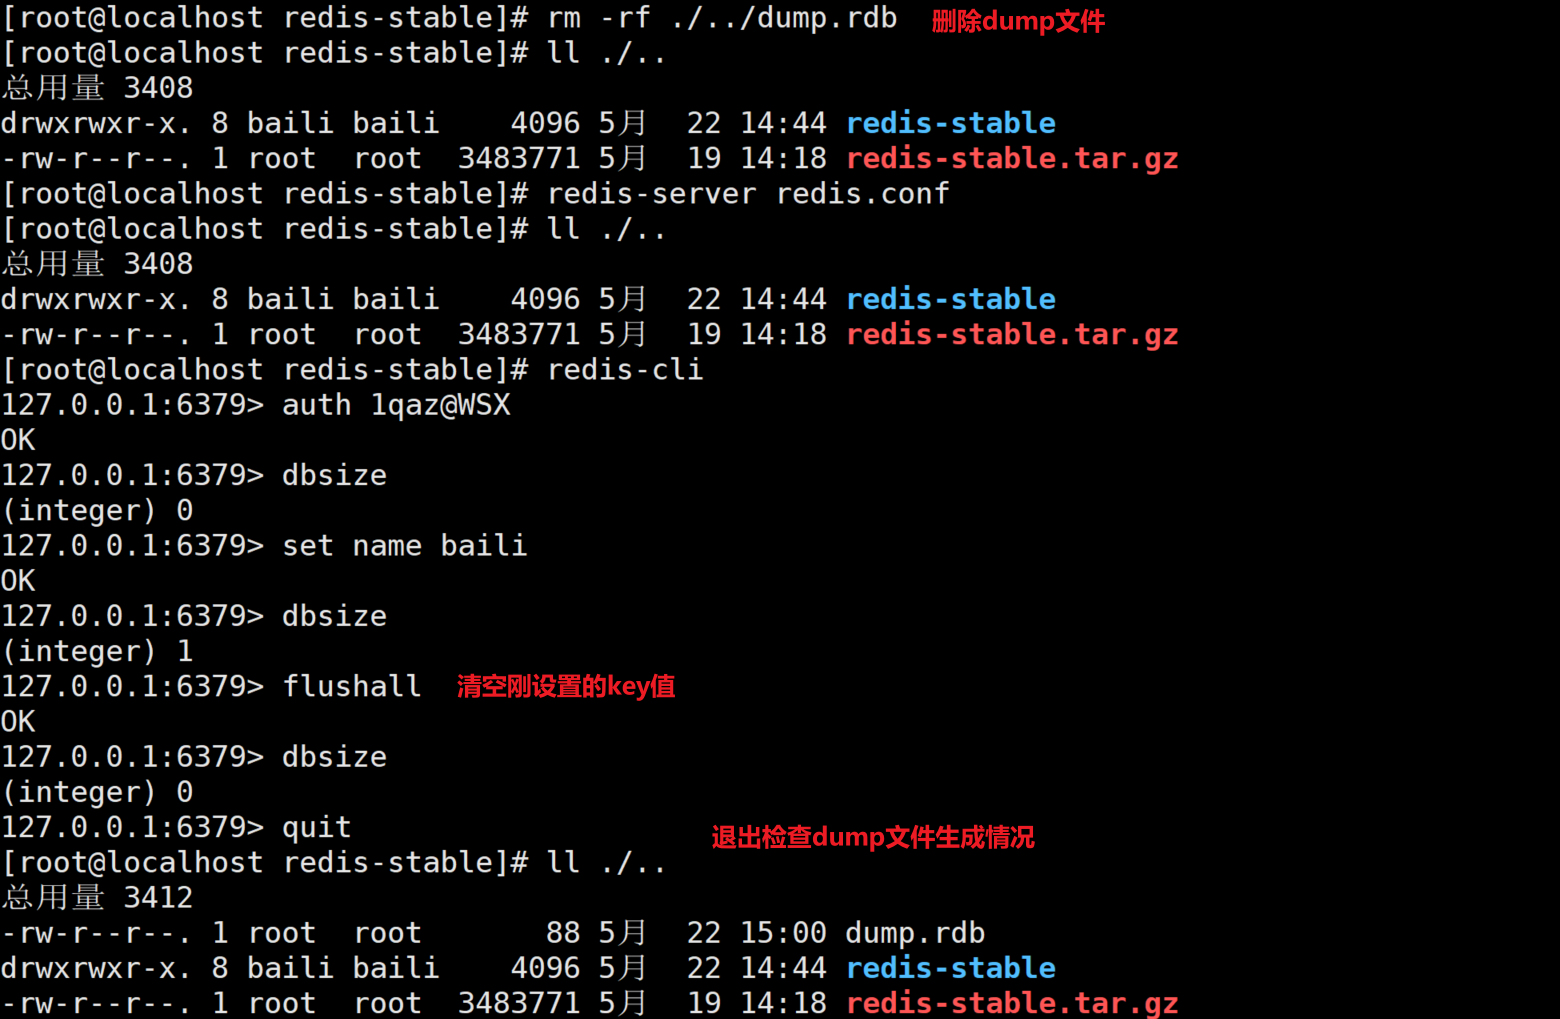 [root@localhost redis-stable]# rm -rf ./../dump.rdb 删除dump文件
[root@localhost redis-stable]# ll ./..
总用量 3408
drwxrwxr-x. 8 baili baili    4096 5月  22 14:44 redis-stable
-rw-r--r--. 1 root  root  3483771 5月  19 14:18 redis-stable.tar.gz
[root@localhost redis-stable]# redis-server redis.conf
[root@localhost redis-stable]# ll ./..
总用量 3408
drwxrwxr-x. 8 baili baili    4096 5月  22 14:44 redis-stable
-rw-r--r--. 1 root  root  3483771 5月  19 14:18 redis-stable.tar.gz
[root@localhost redis-stable]# redis-cli
127.0.0.1:6379> auth 1qaz@WSX
OK
127.0.0.1:6379> dbsize
(integer) 0
127.0.0.1:6379> set name baili
OK
127.0.0.1:6379> dbsize
(integer) 1
127.0.0.1:6379> flushall 清空刚设置的key值
OK
127.0.0.1:6379> dbsize
(integer) 0
127.0.0.1:6379> quit 退出检查dump文件生成情况
[root@localhost redis-stable]# ll ./..
总用量 3412
-rw-r--r--. 1 root  root       88 5月  22 15:00 dump.rdb
drwxrwxr-x. 8 baili baili    4096 5月  22 14:44 redis-stable
-rw-r--r--. 1 root  root  3483771 5月  19 14:18 redis-stable.tar.gz